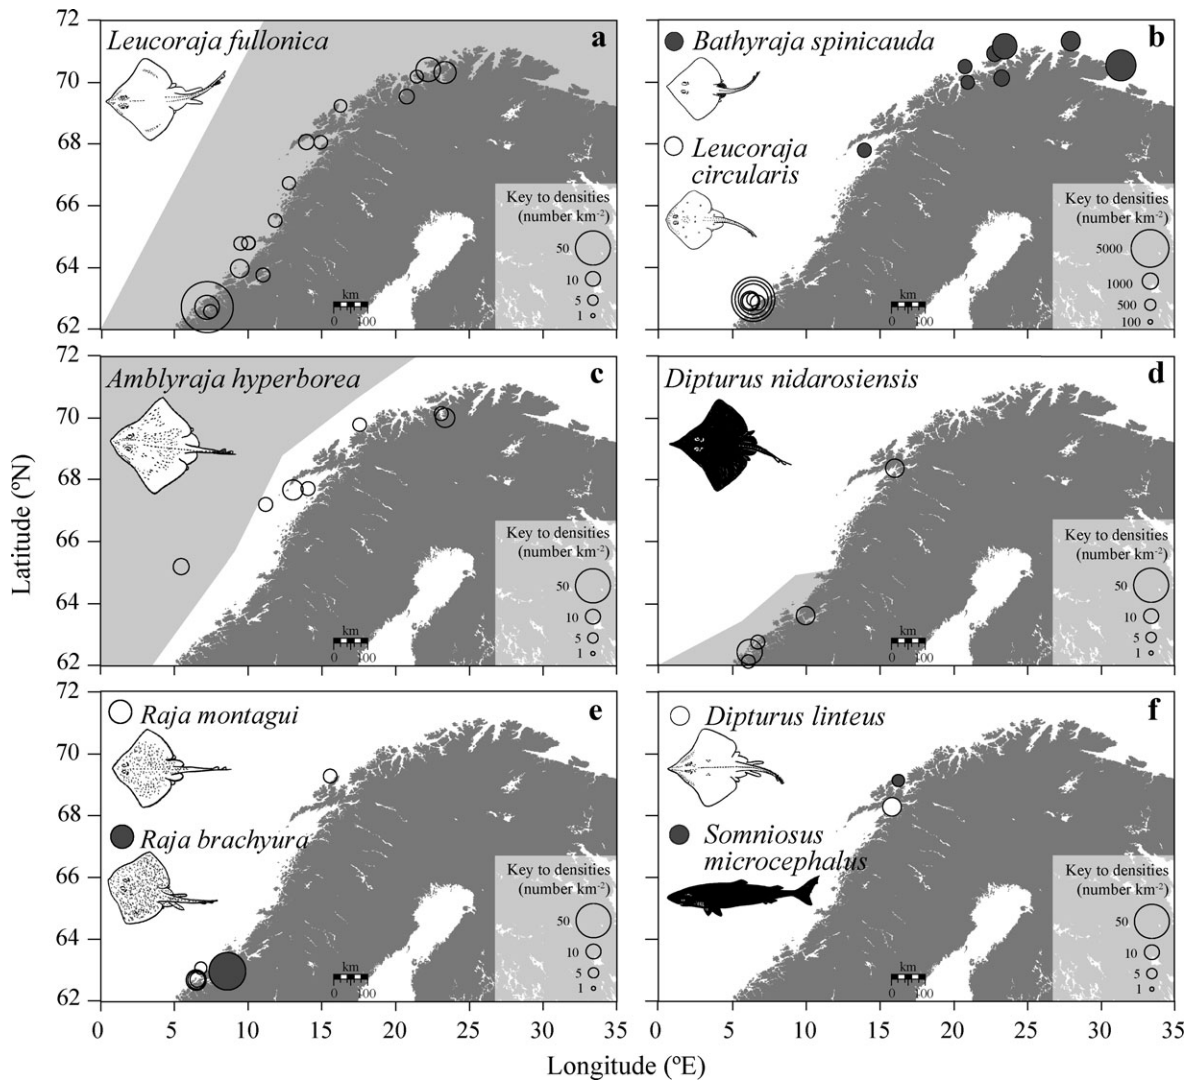 72
70
68
66
64
62
Leucoraja fullonica
a
Key to densities
(number km-2)
50
10
5
1
km
0 100
Bathyraja spinicauda
b
Leucoraja
circularis
Key to densities
(number km-2)
5000
1000
500
100
km
0 100
72
70
68
66
64
62
Amblyraja hyperborea
c
Key to densities
(number km-2)
50
10
5
1
km
0 100
Dipturus nidarosiensis
d
Key to densities
(number km-2)
50
10
5
1
km
0 100
Latitude (ºN)
72
70
68
66
64
62
Raja montagui
e
Raja brachyura
Key to densities
(number km-2)
50
10
5
1
km
0 100
Dipturus linteus
f
Somniosus
microcephalus
Key to densities
(number km-2)
50
10
5
1
km
0 100
0 5 10 15 20 25 30 35
0 5 10 15 20 25 30 35
Longitude (ºE)